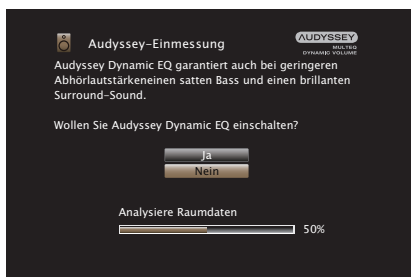 Audyssey-Einmessung
AUDYSSEY
MULTEQ
DYNAMIC VOLUME
Audyssey Dynamic EQ garantiert auch bei geringeren
Abhörlautstärkeneinen satten Bass und einen brillanten
Surround-Sound.
Wollen Sie Audyssey Dynamic EQ einschalten?
Ja
Nein
Analysiere Raumdaten
50%